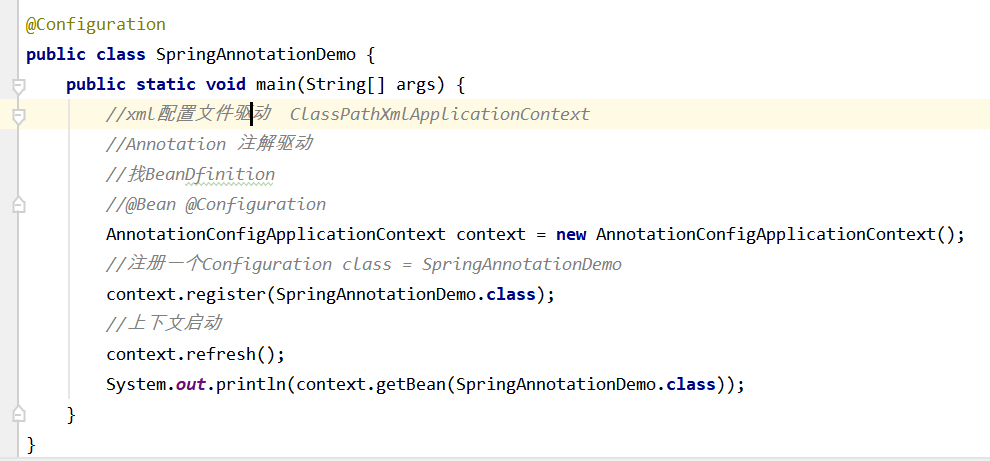 @Configuration
public class SpringAnnotationDemo {
public static void main(String[] args) {
//xml配置文件驱动  ClassPathXmlApplicationContext
//Annotation 注解驱动
//找BeanDfinition
//@Bean @Configuration
AnnotationConfigApplicationContext context = new AnnotationConfigApplicationContext();
//注册一个Configuration class = SpringAnnotationDemo
context.register(SpringAnnotationDemo.class);
//上下文启动
context.refresh();
System.out.println(context.getBean(SpringAnnotationDemo.class));
}
}